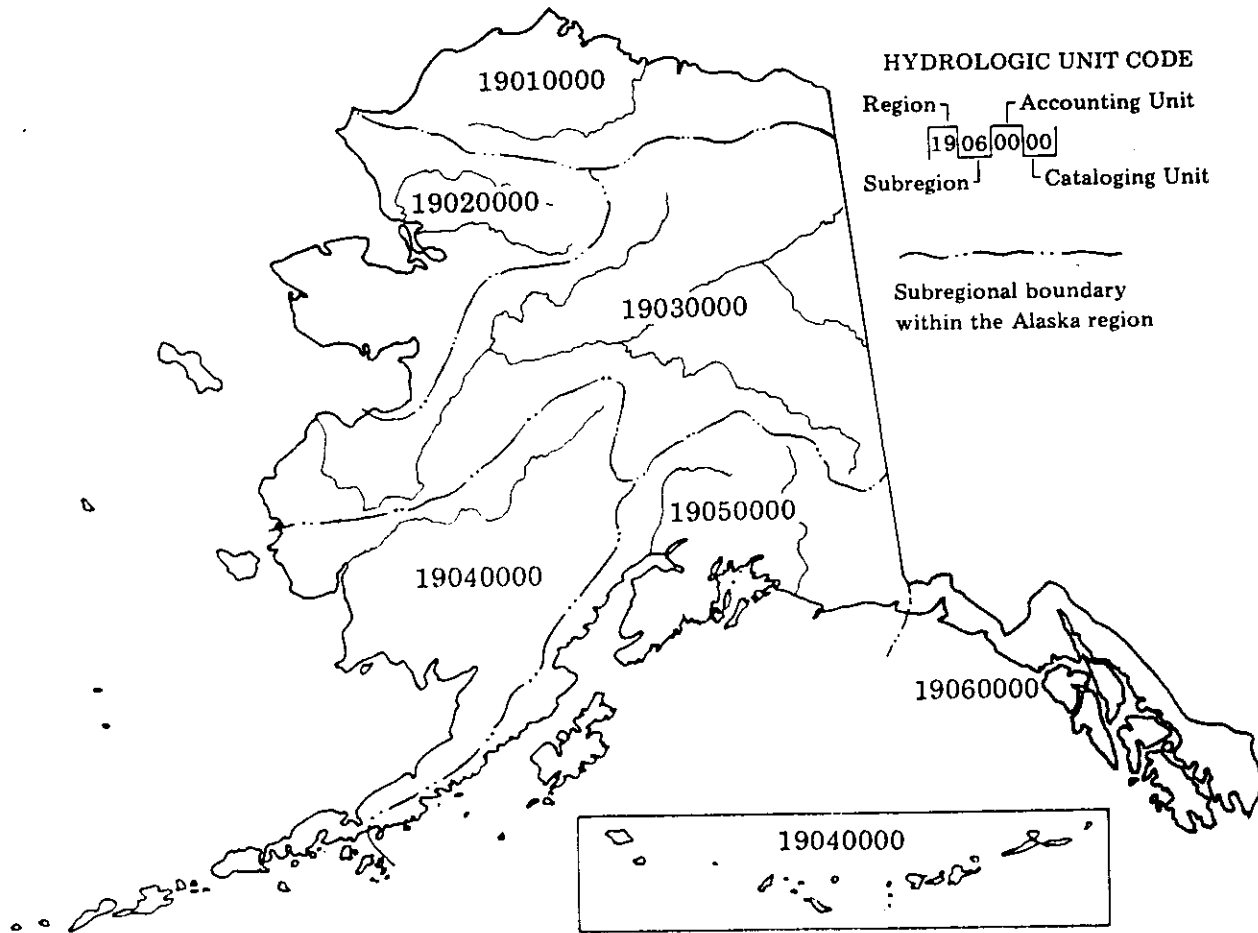 HYDROLOGIC UNIT CODE
Region Accounting Unit
19 06 00 00
Subregion Cataloging Unit
Subregional boundary
within the Alaska region
19010000
19020000
19030000
19050000
19040000
19060000
19040000